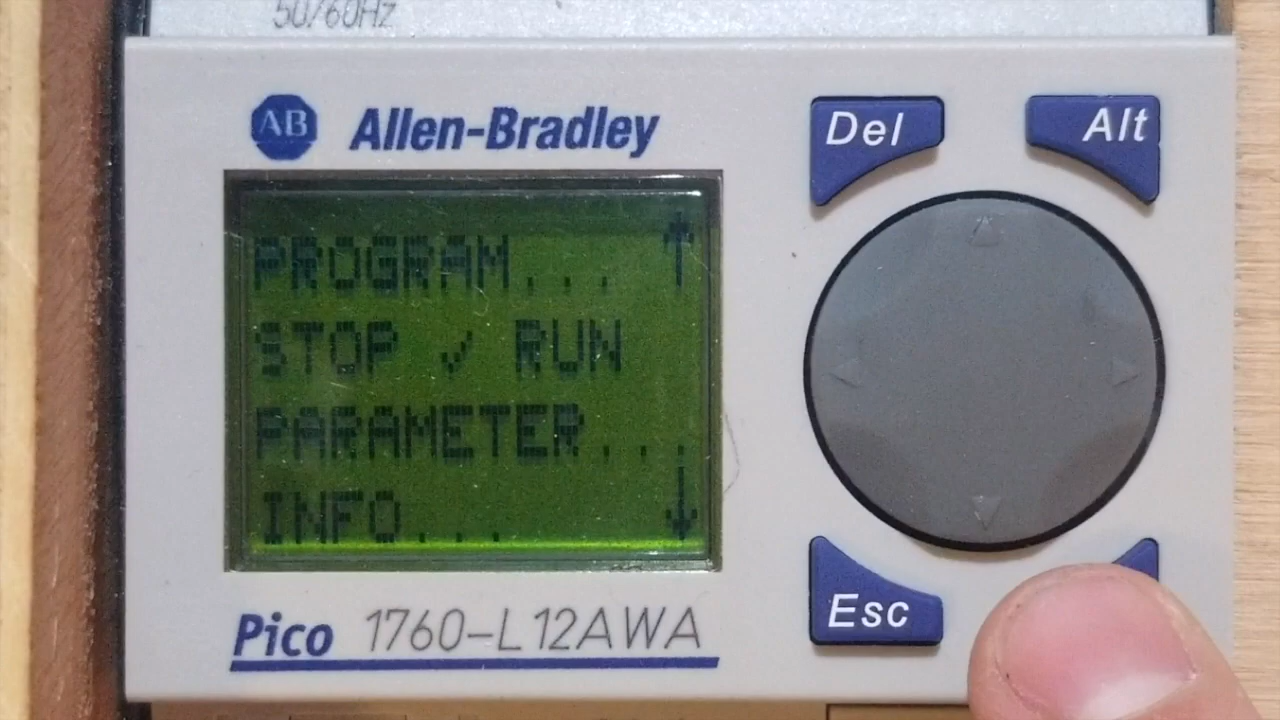 50/60Hz
AB Allen-Bradley
Del
Alt
PROGRAM... ↑
STOP ✓ RUN
PARAMETER...
INFO... ↓
Esc
Pico 1760-L12AWA